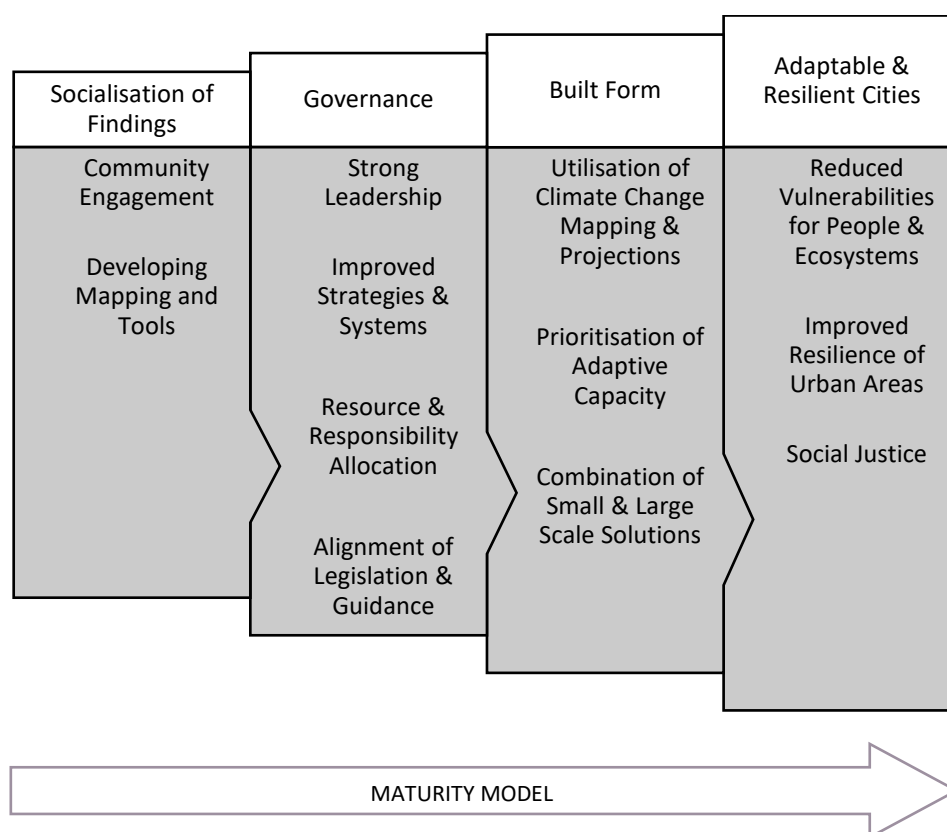 Socialisation of
Findings
Community
Engagement
Developing
Mapping and
Tools
Governance
Strong
Leadership
Improved
Strategies &
Systems
Resource &
Responsibility
Allocation
Alignment of
Legislation &
Guidance
Built Form
Utilisation of
Climate Change
Mapping &
Projections
Prioritisation of
Adaptive
Capacity
Combination of
Small & Large
Scale Solutions
Adaptable &
Resilient Cities
Reduced
Vulnerabilities
for People &
Ecosystems
Improved
Resilience of
Urban Areas
Social Justice
MATURITY MODEL